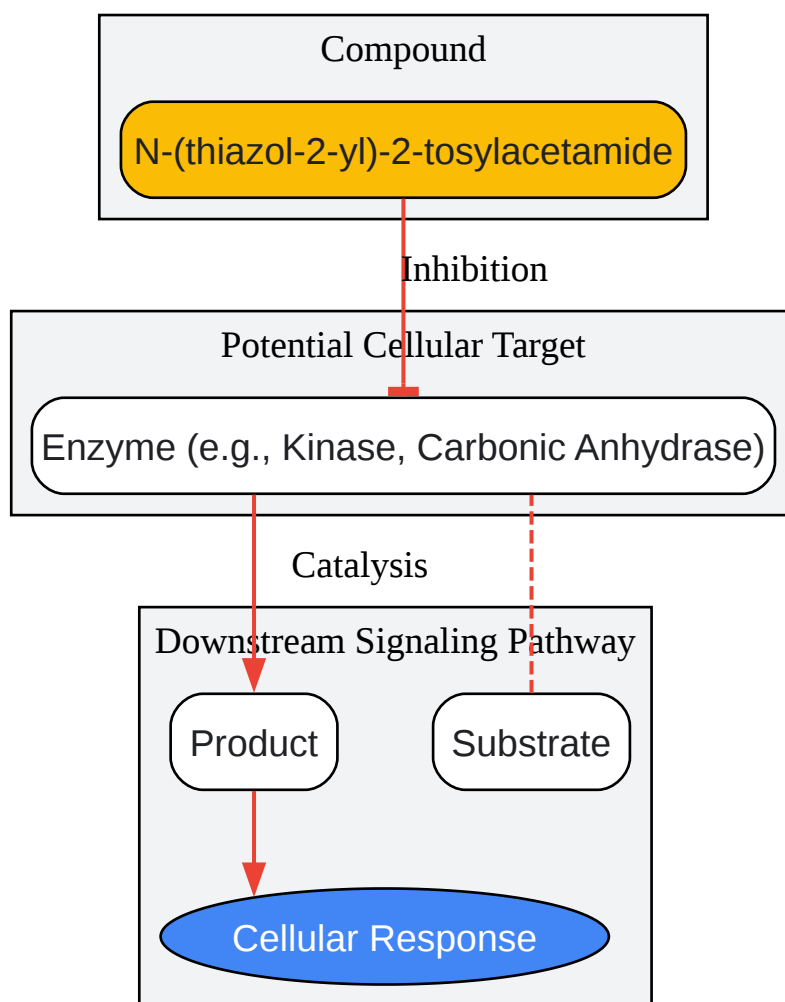 Compound
N-(thiazol-2-yl)-2-tosylacetamide
Inhibition
Potential Cellular Target
Enzyme (e.g., Kinase, Carbonic Anhydrase)
Catalysis
Downstream Signaling Pathway
Product
Substrate
Cellular Response